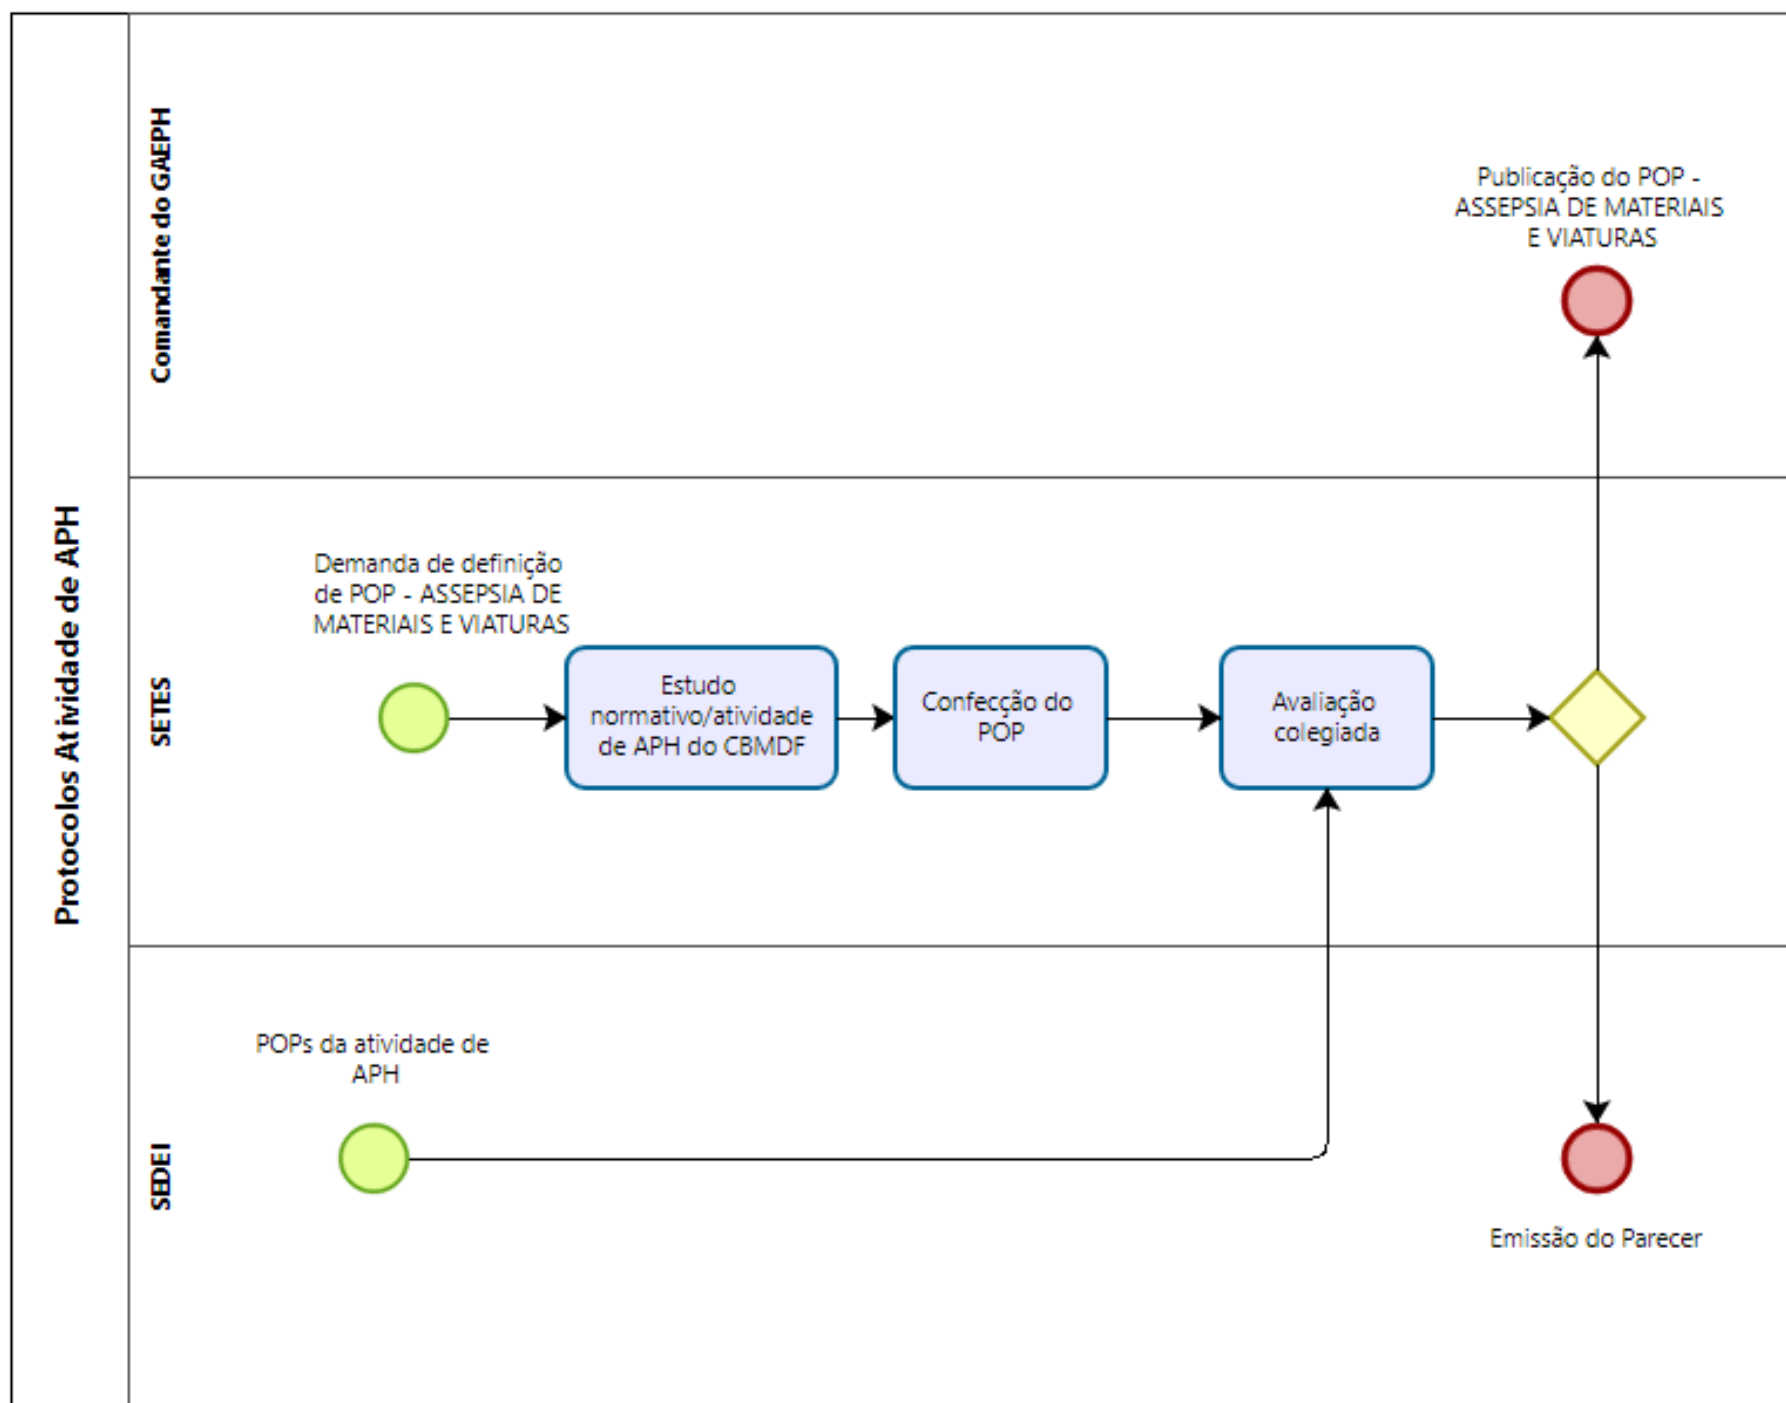 Protocolos Atividade de APH
Comandante do GAEPH
Publicação do POP -
ASSEPSIA DE MATERIAIS
E VIATURAS
SETES
Demanda de definição
de POP - ASSEPSIA DE
MATERIAIS E VIATURAS
Estudo
normativo/atividade
de APH do CBMDF
Confecção do
POP
Avaliação
colegiada
SEDEI
POPs da atividade de
APH
Emissão do Parecer